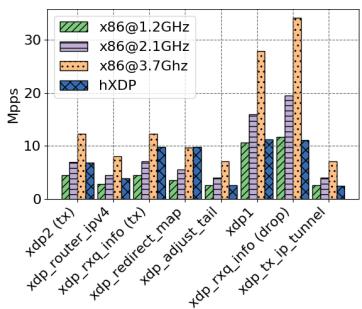 x86@1.2GHz
x86@2.1GHz
x86@3.7Ghz
hXDP
Mpps
30
20
10
0
xdp2 (tx)
xdp_router_ipv4
xdp_rxq_info (tx)
xdp_redirect_map
xdp_adjust_tail
xdp1
xdp_rxq_info (drop)
xdp_tx_ip_tunnel